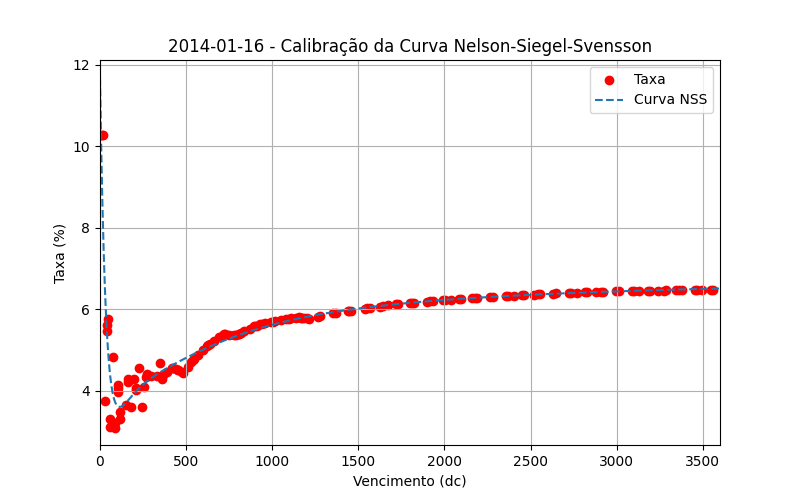 2014-01-16 - Calibração da Curva Nelson-Siegel-Svensson
Taxa
Curva NSS
Taxa (%)
12
10
8
6
4
0 500 1000 1500 2000 2500 3000 3500
Vencimento (dc)